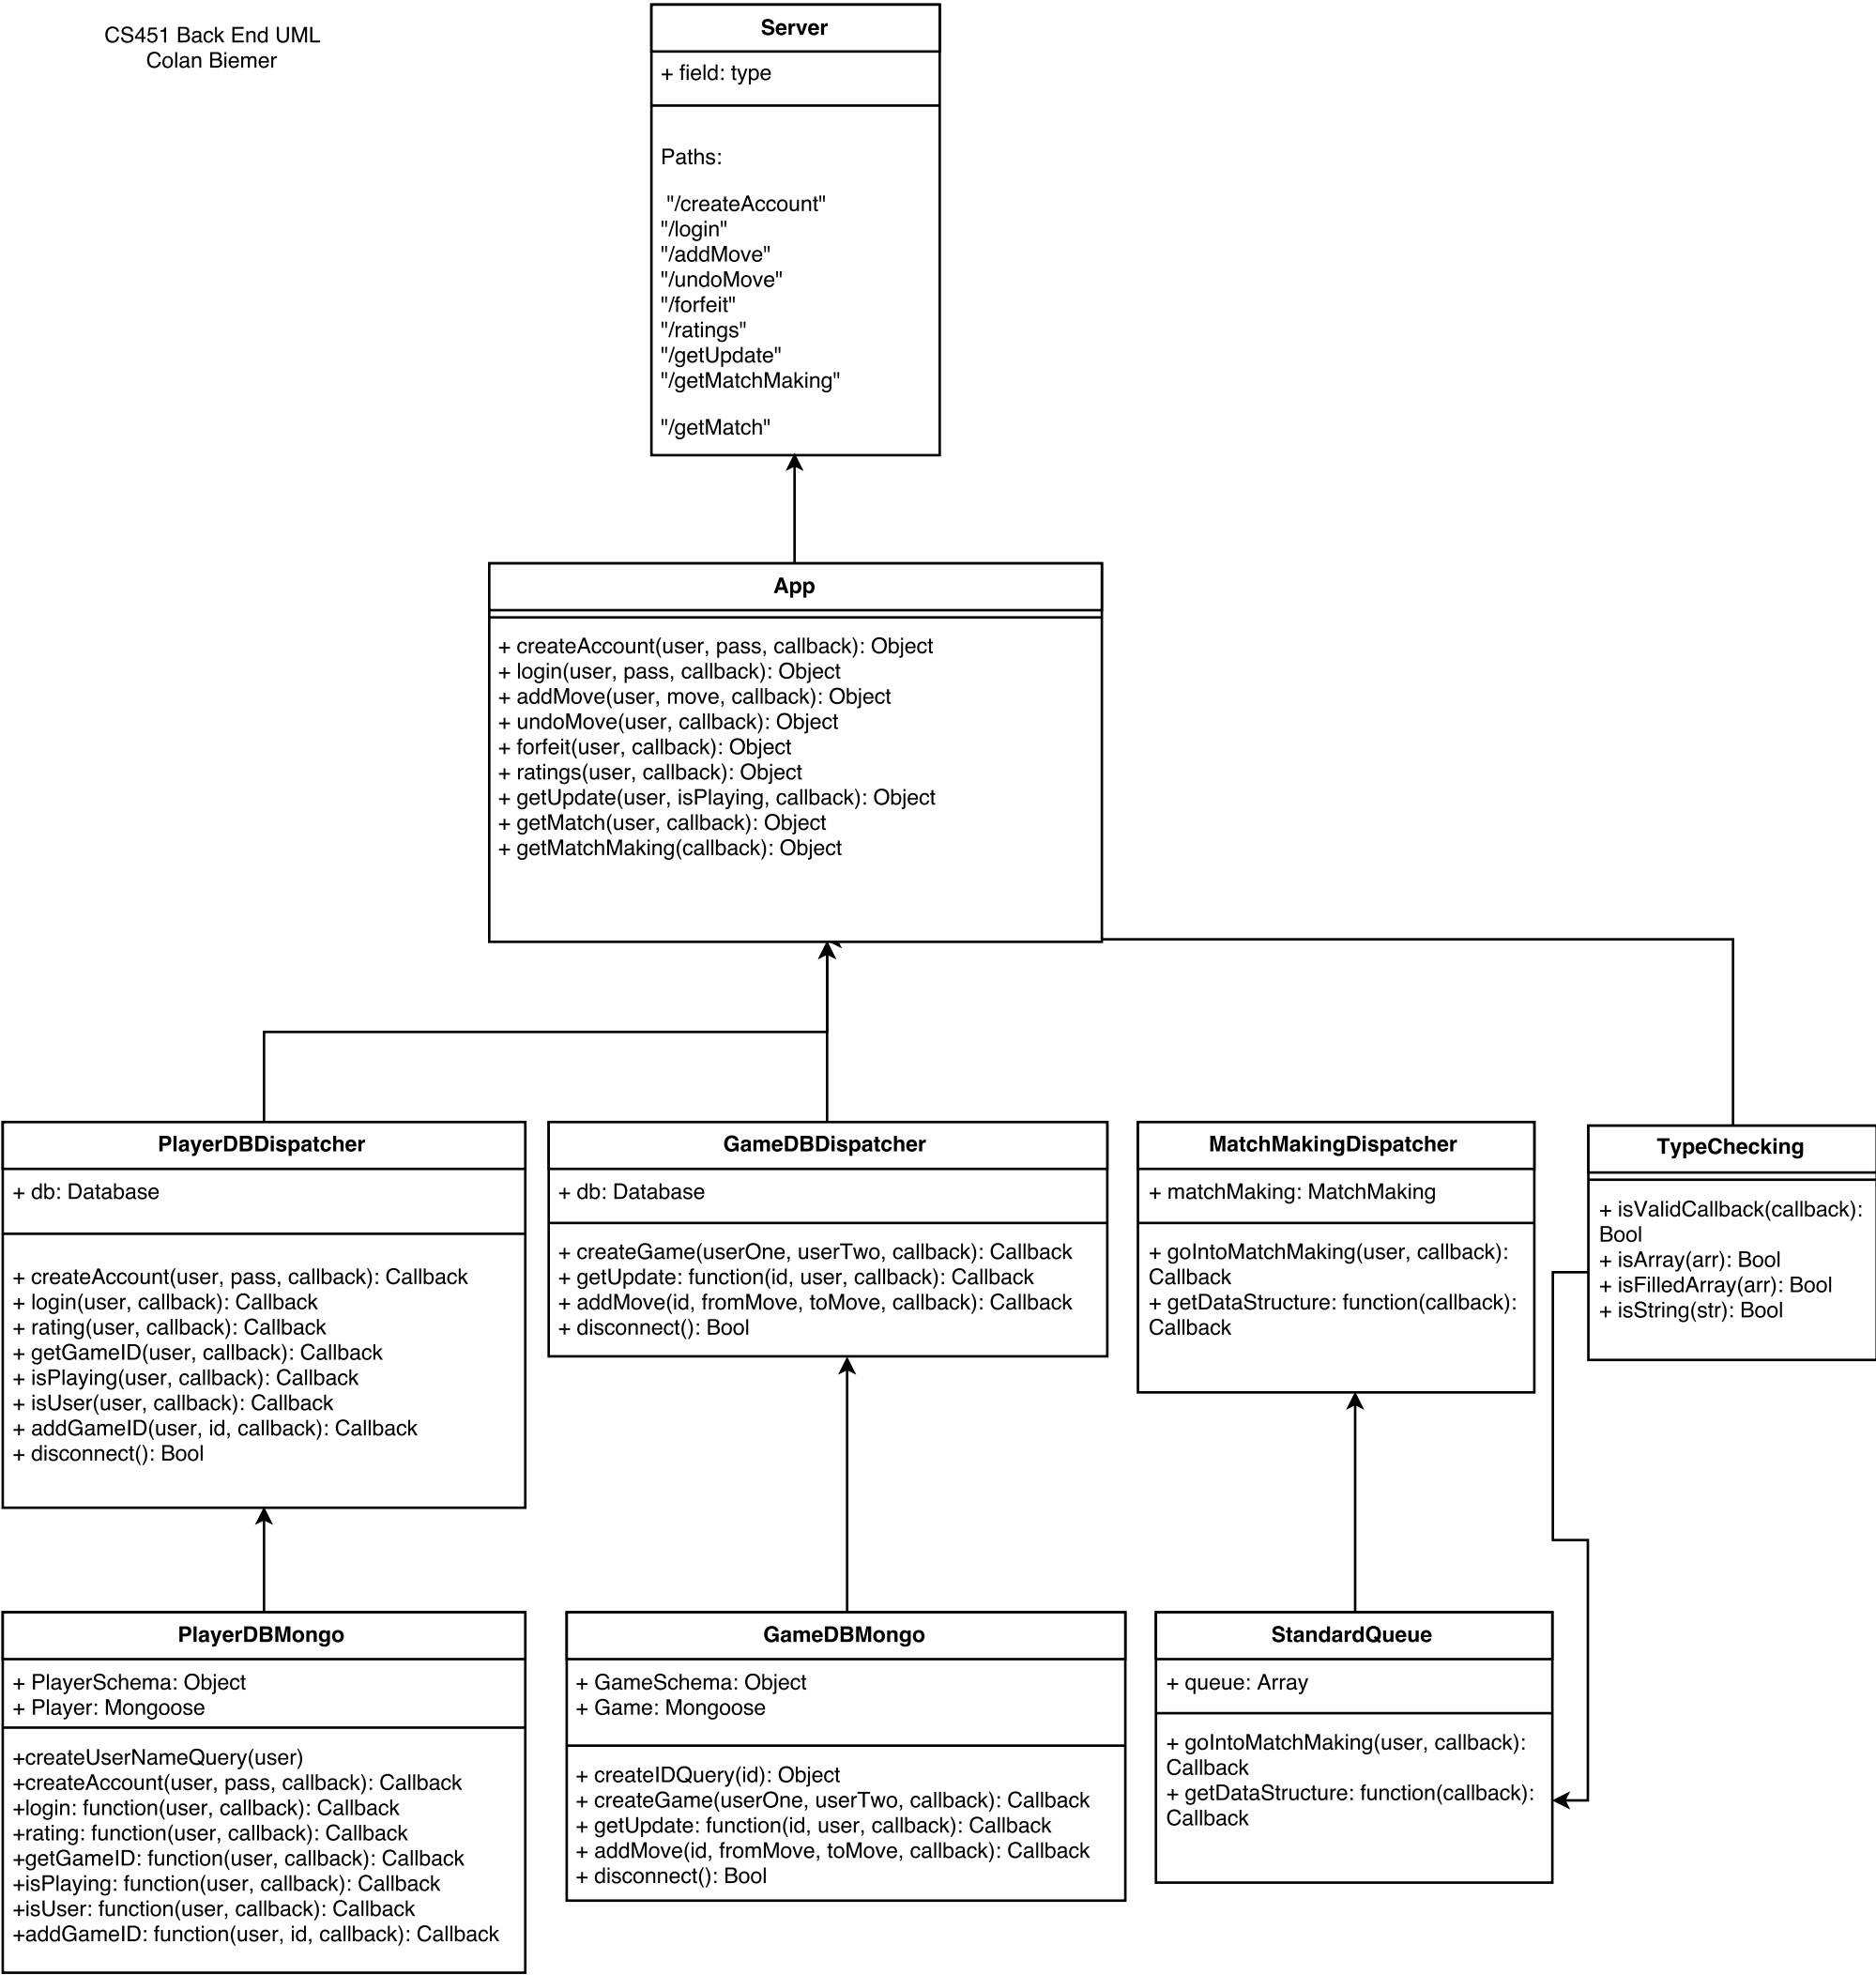 CS451 Back End UML
Colan Biemer
Server
+ field: type
Paths:
"/createAccount"
"/login"
"/addMove"
"/undoMove"
"/forfeit"
"/ratings"
"/getUpdate"
"/getMatchMaking"
"/getMatch"
App
+ createAccount(user, pass, callback): Object
+ login(user, pass, callback): Object
+ addMove(user, move, callback): Object
+ undoMove(user, callback): Object
+ forfeit(user, callback): Object
+ ratings(user, callback): Object
+ getUpdate(user, isPlaying, callback): Object
+ getMatch(user, callback): Object
+ getMatchMaking(callback): Object
PlayerDBDispatcher
+ db: Database
+ createAccount(user, pass, callback): Callback
+ login(user, callback): Callback
+ rating(user, callback): Callback
+ getGameID(user, callback): Callback
+ isPlaying(user, callback): Callback
+ isUser(user, callback): Callback
+ addGameID(user, id, callback): Callback
+ disconnect(): Bool
GameDBDispatcher
+ db: Database
+ createGame(userOne, userTwo, callback): Callback
+ getUpdate: function(id, user, callback): Callback
+ addMove(id, fromMove, toMove, callback): Callback
+ disconnect(): Bool
MatchMakingDispatcher
+ matchMaking: MatchMaking
+ goIntoMatchMaking(user, callback):
Callback
+ getDataStructure: function(callback):
Callback
TypeChecking
+ isValidCallback(callback):
Bool
+ isArray(arr): Bool
+ isFilledArray(arr): Bool
+ isString(str): Bool
PlayerDBMongo
+ PlayerSchema: Object
+ Player: Mongoose
+createUserNameQuery(user)
+createAccount(user, pass, callback): Callback
+login: function(user, callback): Callback
+rating: function(user, callback): Callback
+getGameID: function(user, callback): Callback
+isPlaying: function(user, callback): Callback
+isUser: function(user, callback): Callback
+addGameID: function(user, id, callback): Callback
GameDBMongo
+ GameSchema: Object
+ Game: Mongoose
+ createIDQuery(id): Object
+ createGame(userOne, userTwo, callback): Callback
+ getUpdate: function(id, user, callback): Callback
+ addMove(id, fromMove, toMove, callback): Callback
+ disconnect(): Bool
StandardQueue
+ queue: Array
+ goIntoMatchMaking(user, callback):
Callback
+ getDataStructure: function(callback):
Callback